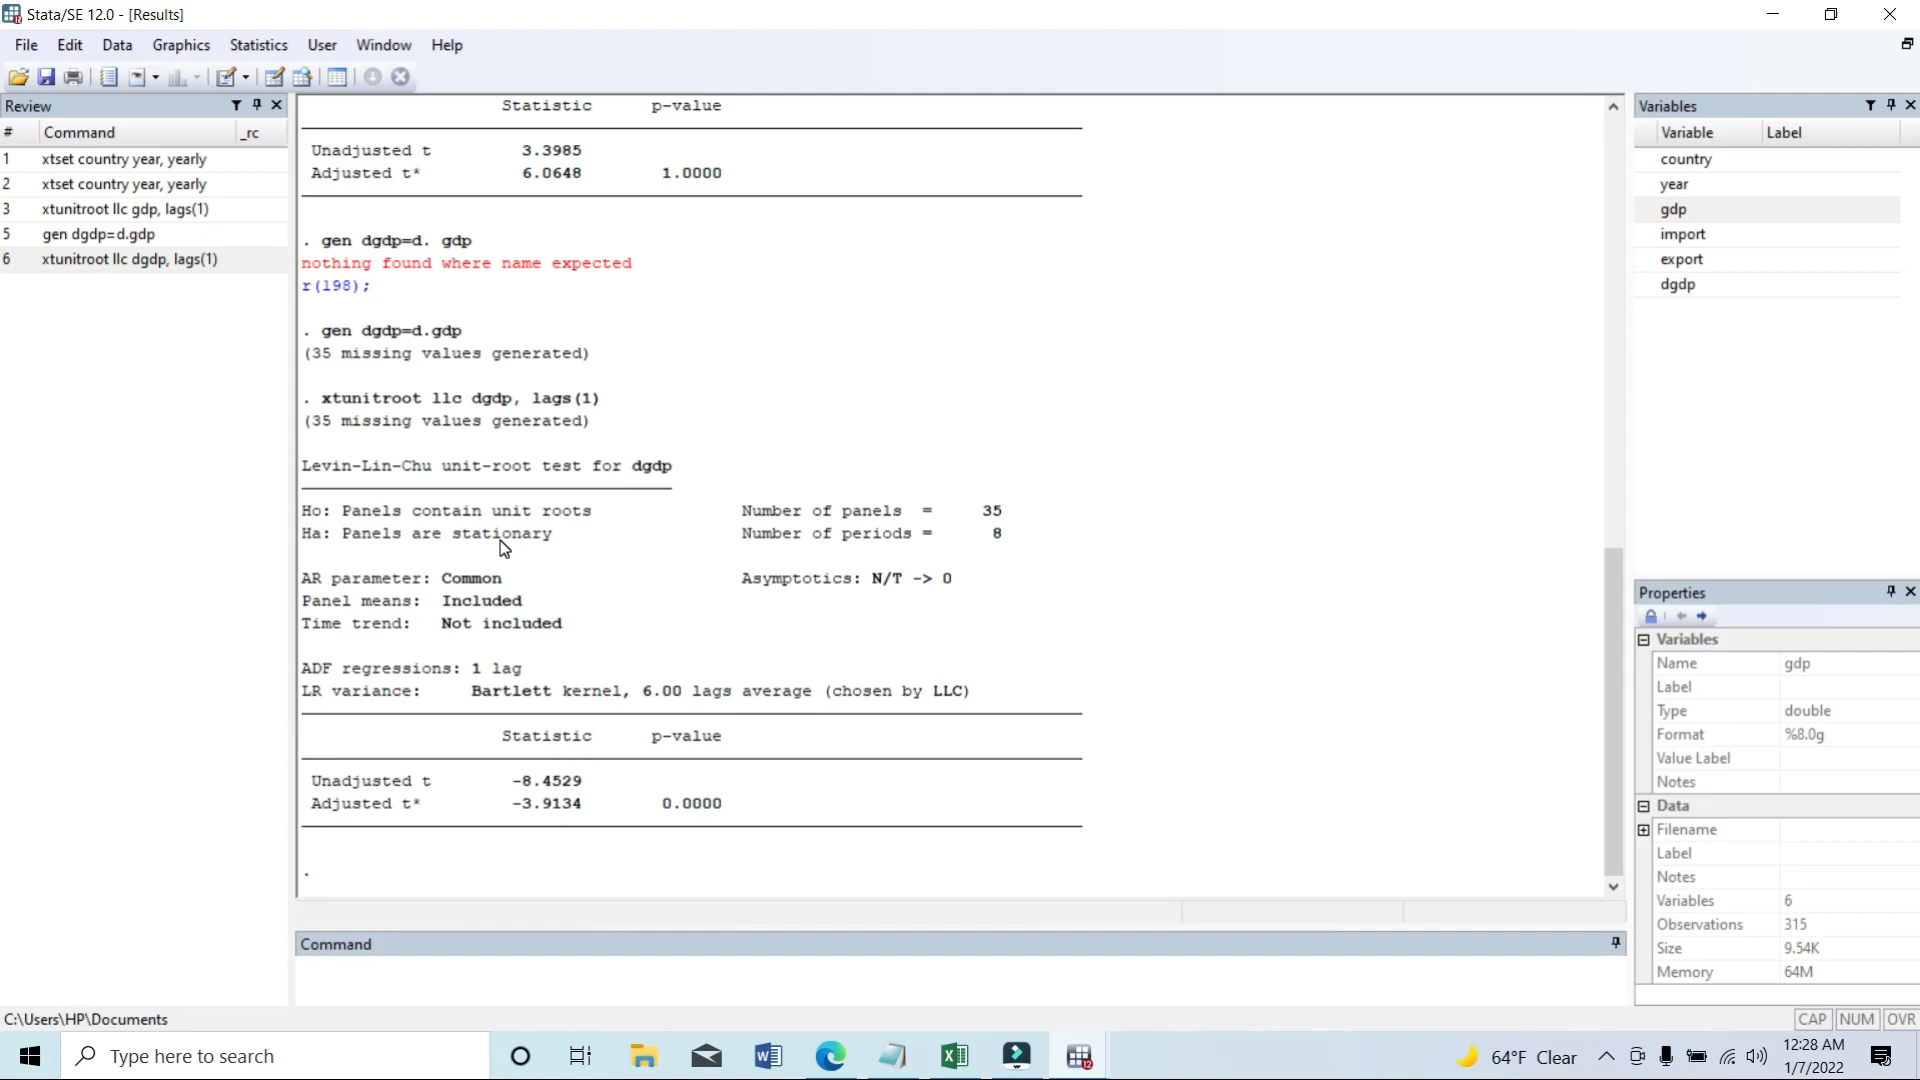 Stata/SE 12.0 - [Results]
File Edit Data Graphics Statistics User Window Help
Review
# Command _rc
1 xtset country year, yearly
2 xtset country year, yearly
3 xtunitroot llc gdp, lags(1)
5 gen dgdp=d.gdp
6 xtunitroot llc dgdp, lags(1)
Statistic p-value
Unadjusted t 3.3985
Adjusted t* 6.0648 1.0000
. gen dgdp=d. gdp
nothing found where name expected
r(198);
. gen dgdp=d.gdp
(35 missing values generated)
. xtunitroot llc dgdp, lags(1)
(35 missing values generated)
Levin-Lin-Chu unit-root test for dgdp
Ho: Panels contain unit roots Number of panels = 35
Ha: Panels are stationary Number of periods = 8
AR parameter: Common Asymptotics: N/T -> 0
Panel means: Included
Time trend: Not included
ADF regressions: 1 lag
LR variance: Bartlett kernel, 6.00 lags average (chosen by LLC)
Statistic p-value
Unadjusted t -8.4529
Adjusted t* -3.9134 0.0000
.
Command
Variables
Variable Label
country
year
gdp
import
export
dgdp
Properties
Variables
Name gdp
Label
Type double
Format %8.0g
Value Label
Notes
Data
Filename
Label
Notes
Variables 6
Observations 315
Size 9.54K
Memory 64M
C:\Users\HP\Documents
CAP NUM OVR
Type here to search
64°F Clear
12:28 AM
1/7/2022